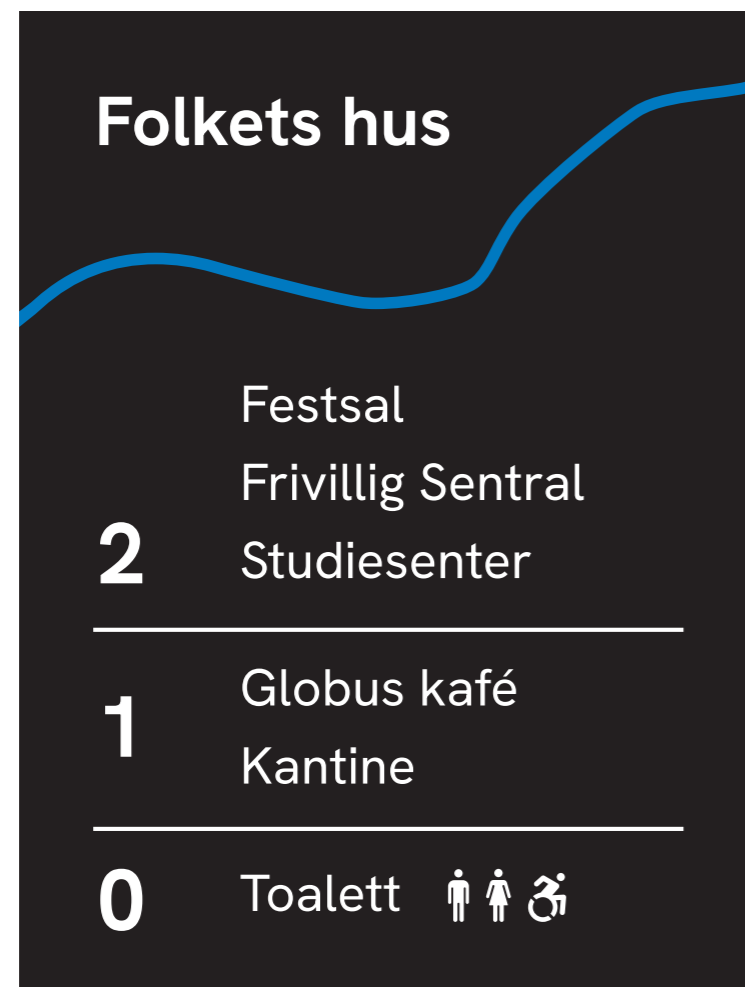 Folkets hus
Festsal
Frivillig Sentral
2 Studiesenter
Globus kafé
1
Kantine
0 Toalett